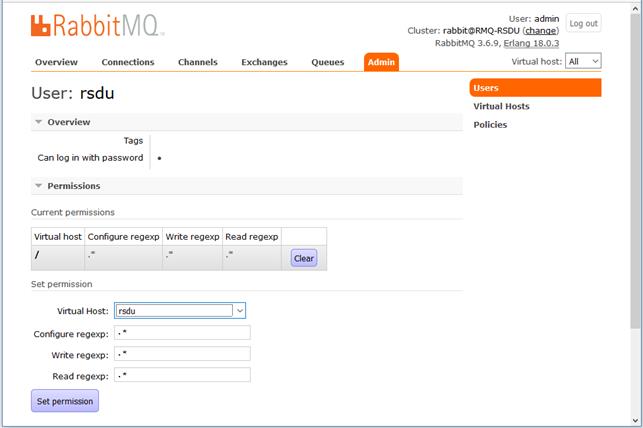 RabbitMQ
User: admin
Cluster: rabbit@RMQ-RSDU (change)
RabbitMQ 3.6.9, Erlang 18.0.3
Log out
Overview Connections Channels Exchanges Queues Admin
Virtual host: All
User: rsdu
Users
Virtual Hosts
Policies
Overview
Tags
Can log in with password •
Permissions
Current permissions
Virtual host Configure regexp Write regexp Read regexp
/ .* .* .* Clear
Set permission
Virtual Host: rsdu
Configure regexp: .*
Write regexp: .*
Read regexp: .*
Set permission